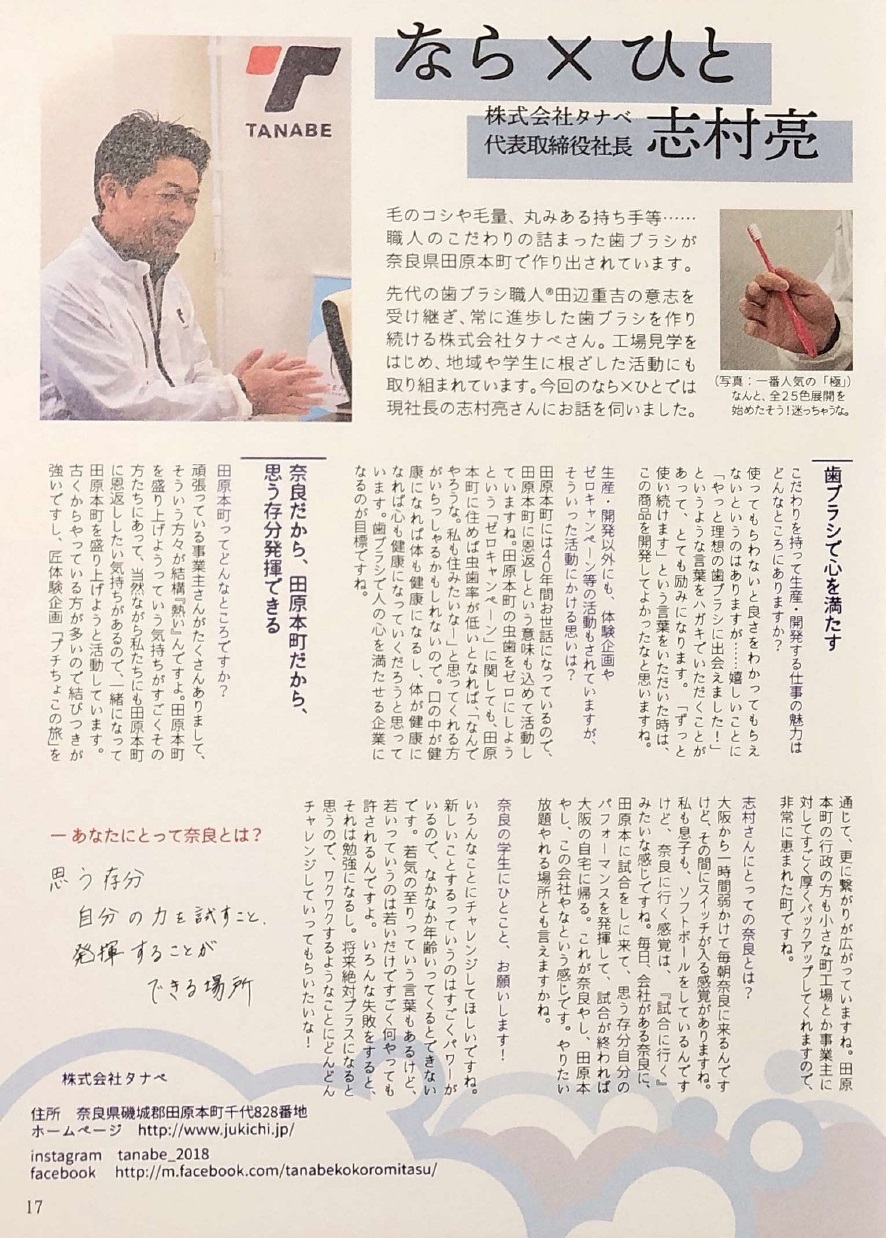 なら×ひと
株式会社タナベ
代表取締役社長 志村亮
TANABE
毛のコシや毛量、丸みある持ち手等……
職人のこだわりの詰まった歯ブラシが
奈良県田原本町で作り出されています。
先代の歯ブラシ職人®田辺重吉の意志を
受け継ぎ、常に進歩した歯ブラシを作り
続ける株式会社タナベさん。工場見学を
はじめ、地域や学生に根ざした活動にも
取り組まれています。今回のなら×ひとでは
現社長の志村亮さんにお話を伺いました。
(写真：一番人気の「極」)
なんと、全25色展開を
始めたそう！迷っちゃうな。
歯ブラシで心を満たす
こだわりを持って生産・開発する仕事の魅力は
どんなところにありますか？
使ってもらわないと良さをわかってもらえ
ないというのはありますが……嬉しいことに
「やっと理想の歯ブラシに出会えました！」
というような言葉をハガキでいただくことが
あって、とても励みになります。「ずっと
使い続けます」という言葉をいただいた時は、
この商品を開発してよかったなと思いますね。
生産・開発以外にも、体験企画や
ゼロキャンペーン等の活動もされていますが、
そういった活動にかける思いは？
田原本町には40年間お世話になっているので、
田原本町に恩返しという意味も込めて活動し
ていますね。田原本町の虫歯をゼロにしよう
という「ゼロキャンペーン」に関しても、田原
本町に住めば虫歯率が低いとなれば、「なんで
やろうな。私も住みたいなー」と思ってくれる方
がいらっしゃるかもしれないので。口の中が健
康になれば体も健康になるし、体が健康に
なれば心も健康になっていくだろうと思って
います。歯ブラシで人の心を満たせる企業に
なるのが目標ですね。
奈良だから、田原本町だから、
思う存分発揮できる
田原本町ってどんなところですか？
頑張っている事業主さんがたくさんありまして、
そういう方々が結構『熱い』んですよ。田原本町
を盛り上げようっていう気持ちがすごくその
方たちにあって、当然ながら私たちにも田原本町
に恩返ししたい気持ちがあるので、一緒になって
田原本町を盛り上げようと活動しています。
古くからやっている方が多いので結びつきが
強いですし、匠体験企画「プチちょこの旅」を
通じて、更に繋がりが広がっていますね。田原
本町の行政の方も小さな町工場とか事業主に
対してすごく厚くバックアップしてくれますので、
非常に恵まれた町ですね。
志村さんにとっての奈良とは？
大阪から一時間弱かけて毎朝奈良に来るんです
けど、その間にスイッチが入る感覚がありますね。
私も息子も、ソフトボールをしているんです
けど、奈良に行く感覚は、『試合に行く』
みたいな感じですね。毎日、会社がある奈良に、
田原本に試合をしに来て、思う存分自分の
パフォーマンスを発揮して、試合が終われば
大阪の自宅に帰る。これが奈良やし、田原本
やし、この会社やなという感じです。やりたい
放題やれる場所とも言えますかね。
奈良の学生にひとこと、お願いします！
いろんなことにチャレンジしてほしいですね。
新しいことするっていうのはすごくパワーが
いるので、なかなか年齢いってくるとできない
です。若気の至りっていう言葉もあるけど、
若いっていうのは若いだけですごく何やっても
許されるんですよ。いろんな失敗をすると、
それは勉強になるし。将来絶対プラスになると
思うので、ワクワクするようなことにどんどん
チャレンジしていってもらいたいな！
ー あなたにとって奈良とは？
思う存分
自分の力を試すこと、
発揮することが
できる場所
株式会社タナベ
住所 奈良県磯城郡田原本町千代828番地
ホームページ http://www.jukichi.jp/
instagram tanabe_2018
facebook http://m.facebook.com/tanabekokoromitasu/
17